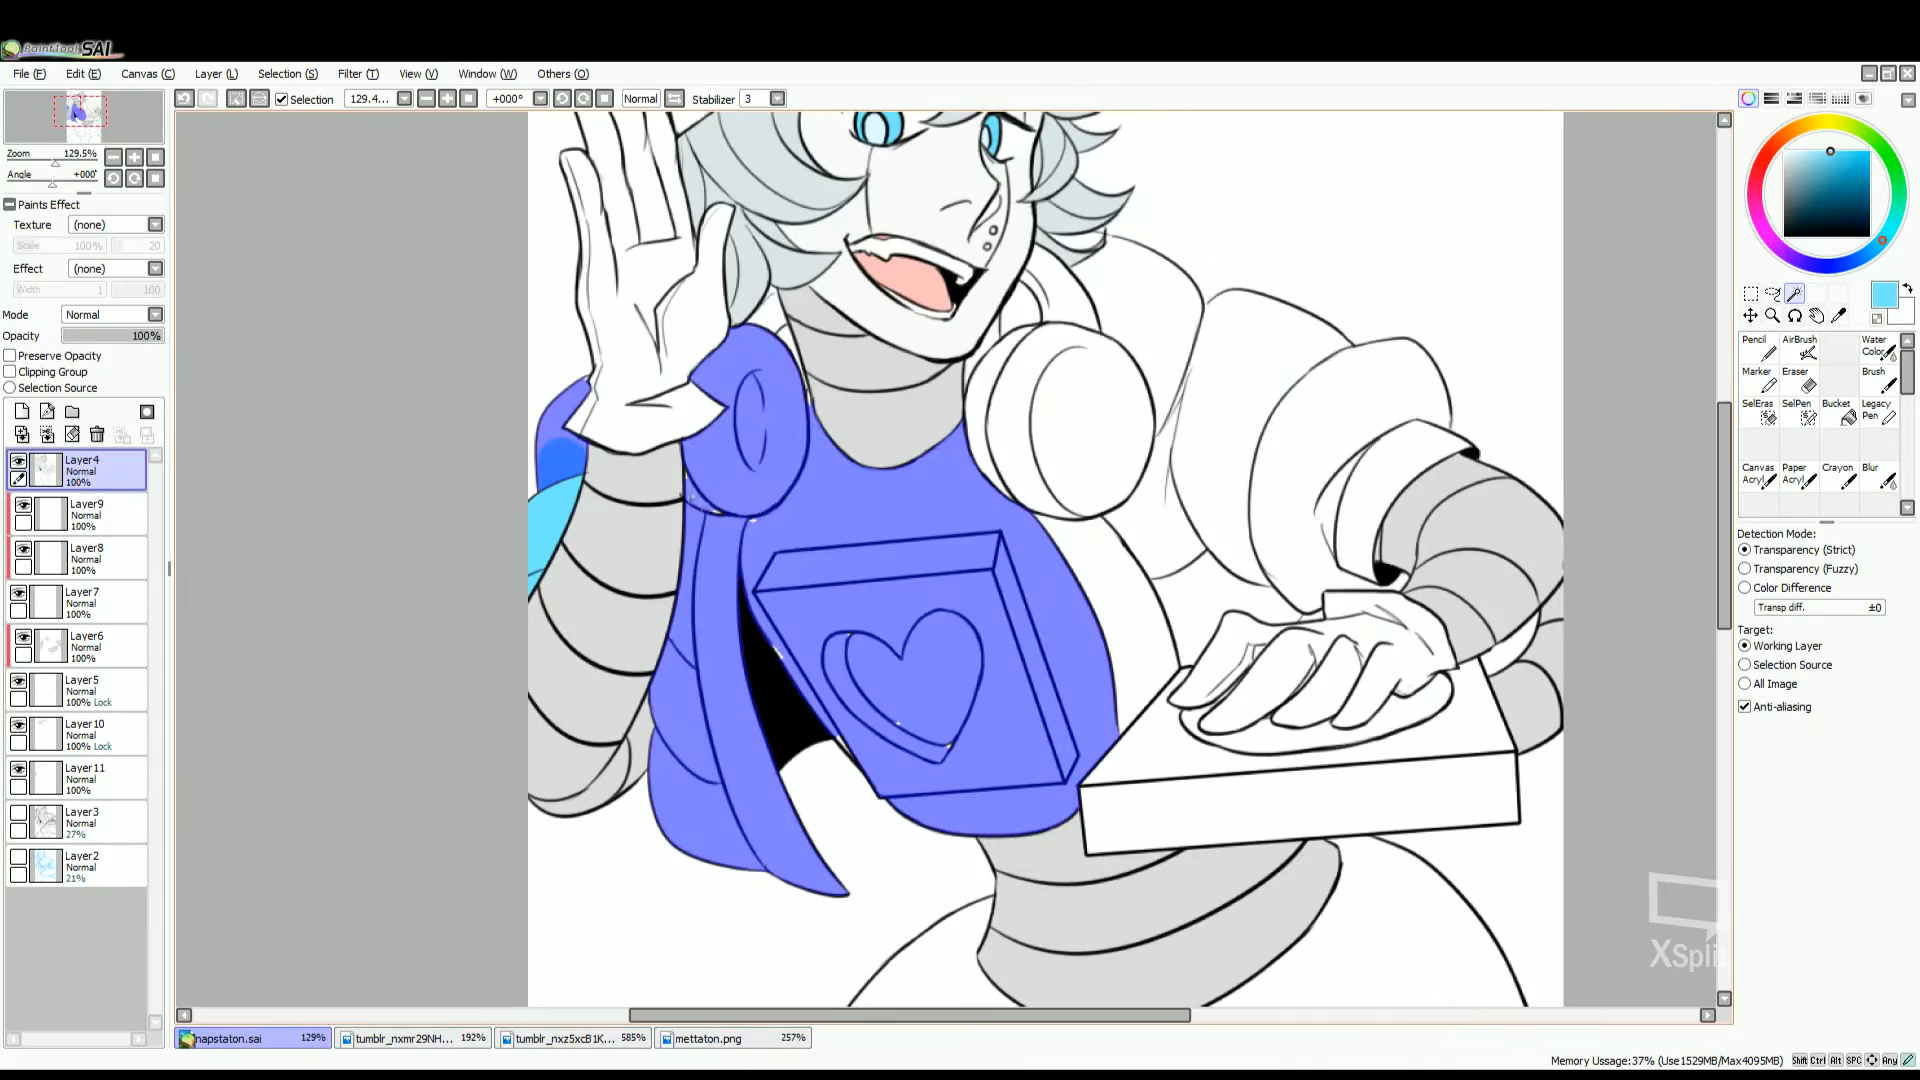 PaintTool SAI
File (F) Edit (E) Canvas (C) Layer (L) Selection (S) Filter (T) View (V) Window (W) Others (O)
Selection 129.4... +000° Normal Stabilizer 3
Zoom 129.5%
Angle +000°
Paints Effect
Texture (none)
Scale 100% 20
Effect (none)
Width 1 100
Mode Normal
Opacity 100%
Preserve Opacity
Clipping Group
Selection Source
Layer4
Normal
100%
Layer9
Normal
100%
Layer8
Normal
100%
Layer7
Normal
100%
Layer6
Normal
100%
Layer5
Normal
100% Lock
Layer10
Normal
100% Lock
Layer11
Normal
100%
Layer3
Normal
27%
Layer2
Normal
21%
Pencil AirBrush Water
Color
Marker Eraser Brush
SelEras SelPen Bucket Legacy
Pen
Canvas Paper Crayon Blur
Acryl Acryl
Detection Mode:
Transparency (Strict)
Transparency (Fuzzy)
Color Difference
Transp diff. ±0
Target:
Working Layer
Selection Source
All Image
Anti-aliasing
XSplit
napstaton.sai 129% tumblr_nxmr29NH... 192% tumblr_nxz5xcB1K... 585% mettaton.png 257%
Memory Ussage:37% (Use1529MB/Max4095MB) Shift Ctrl Alt SPC Any